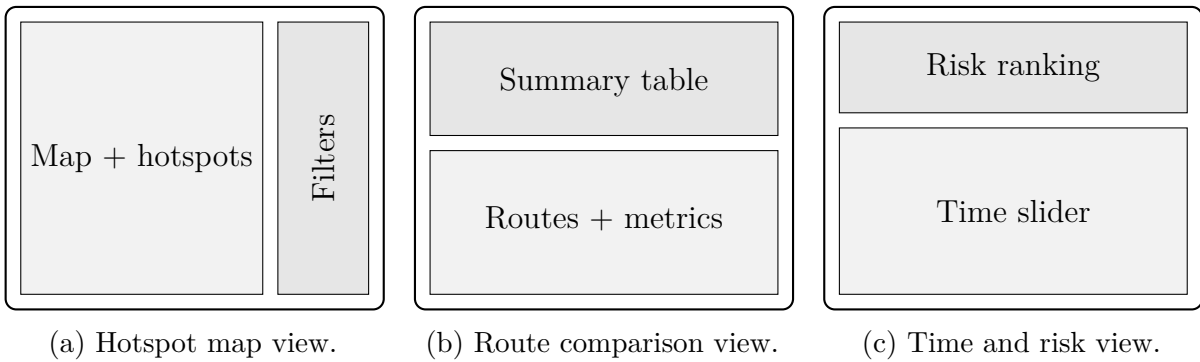 Map + hotspots
Filters
(a) Hotspot map view.
Summary table
Routes + metrics
(b) Route comparison view.
Risk ranking
Time slider
(c) Time and risk view.